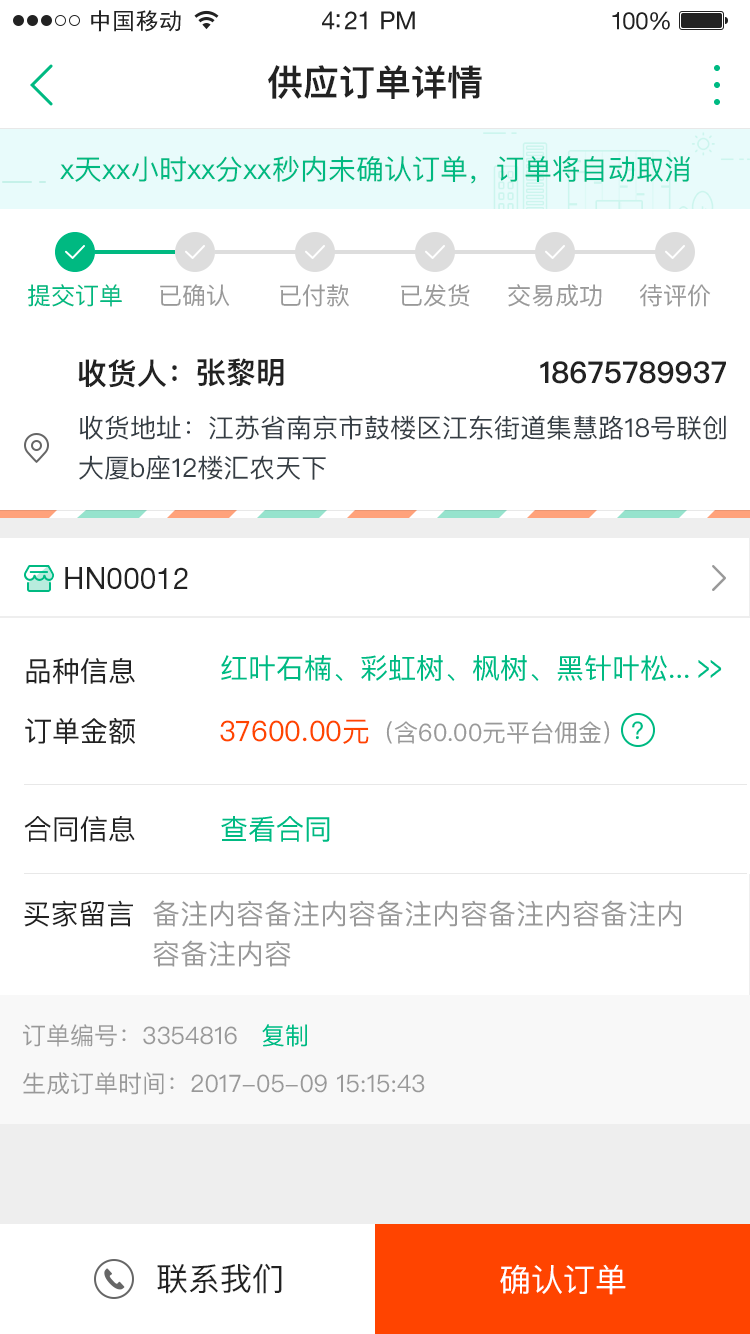 中国移动 4:21 PM 100%
供应订单详情
x天xx小时xx分xx秒内未确认订单，订单将自动取消
提交订单 已确认 已付款 已发货 交易成功 待评价
收货人：张黎明 18675789937
收货地址：江苏省南京市鼓楼区江东街道集慧路18号联创
大厦b座12楼汇农天下
HN00012
品种信息 红叶石楠、彩虹树、枫树、黑针叶松... >>
订单金额 37600.00元（含60.00元平台佣金）?
合同信息 查看合同
买家留言 备注内容备注内容备注内容备注内容备注内
容备注内容
订单编号：3354816 复制
生成订单时间：2017-05-09 15:15:43
联系我们 确认订单